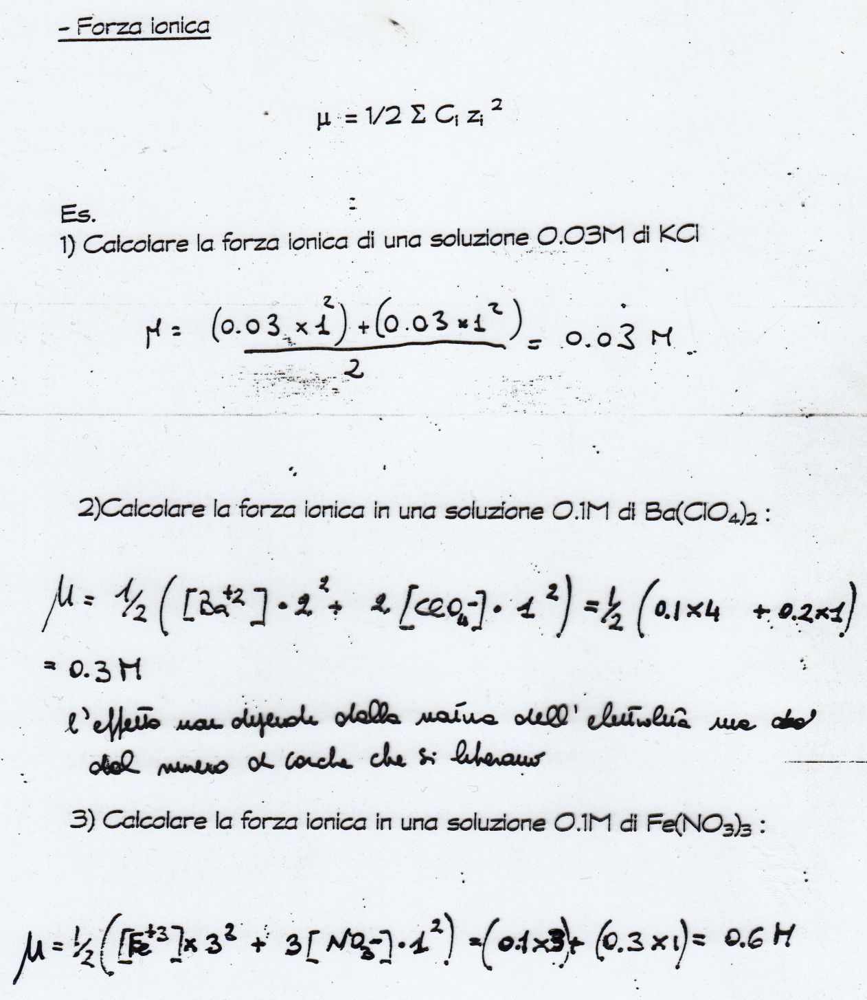 - Forza ionica
μ = 1/2 Σ Ci zi 2
Es.
1) Calcolare la forza ionica di una soluzione 0.03M di KCl
μ = (0.03 × 1²) + (0.03 × 1²) = 0.03 M
2
2)Calcolare la forza ionica in una soluzione 0.1M di Ba(ClO4)2 :
μ = 1/2 ([Ba+2] · 2² + 2 [ClO4-] · 1²) = 1/2 (0.1×4 + 0.2×1)
= 0.3 M
l'effetto non dipende dalla natura dell' elettrolita ma
dal numero di cariche che si liberano
3) Calcolare la forza ionica in una soluzione 0.1M di Fe(NO3)3 :
μ = 1/2 ([Fe+3]× 3² + 3 [NO3-] · 1²) = (0.1×3)+ (0.3 ×1) = 0.6 M